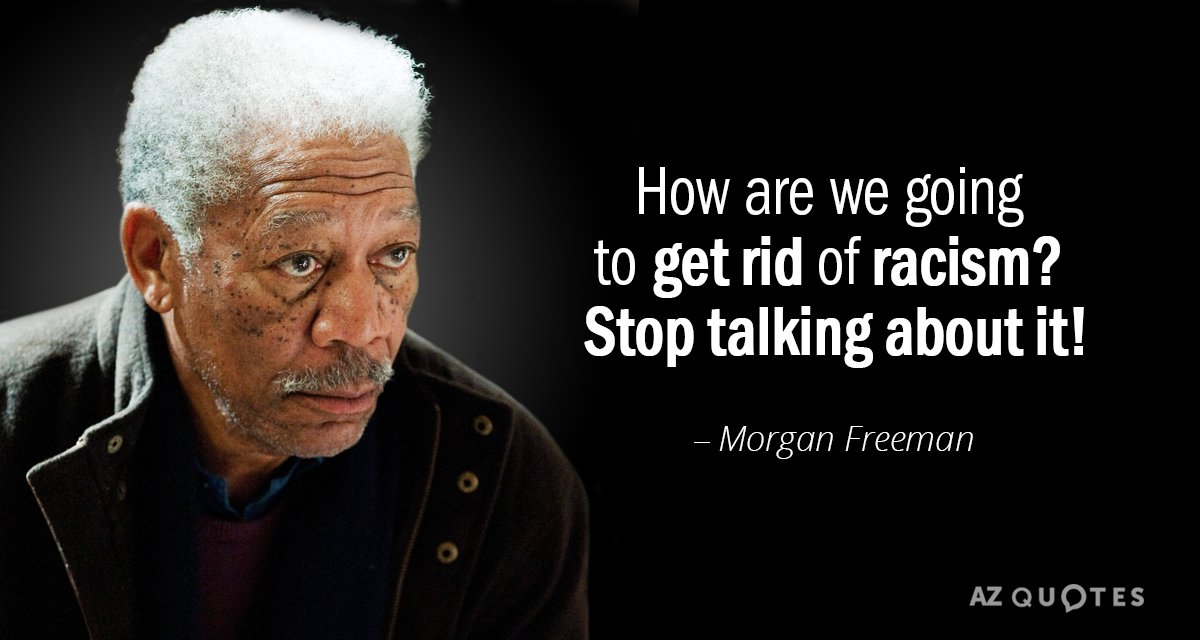 How are we going
to get rid of racism?
Stop talking about it!
– Morgan Freeman
AZ QUOTES